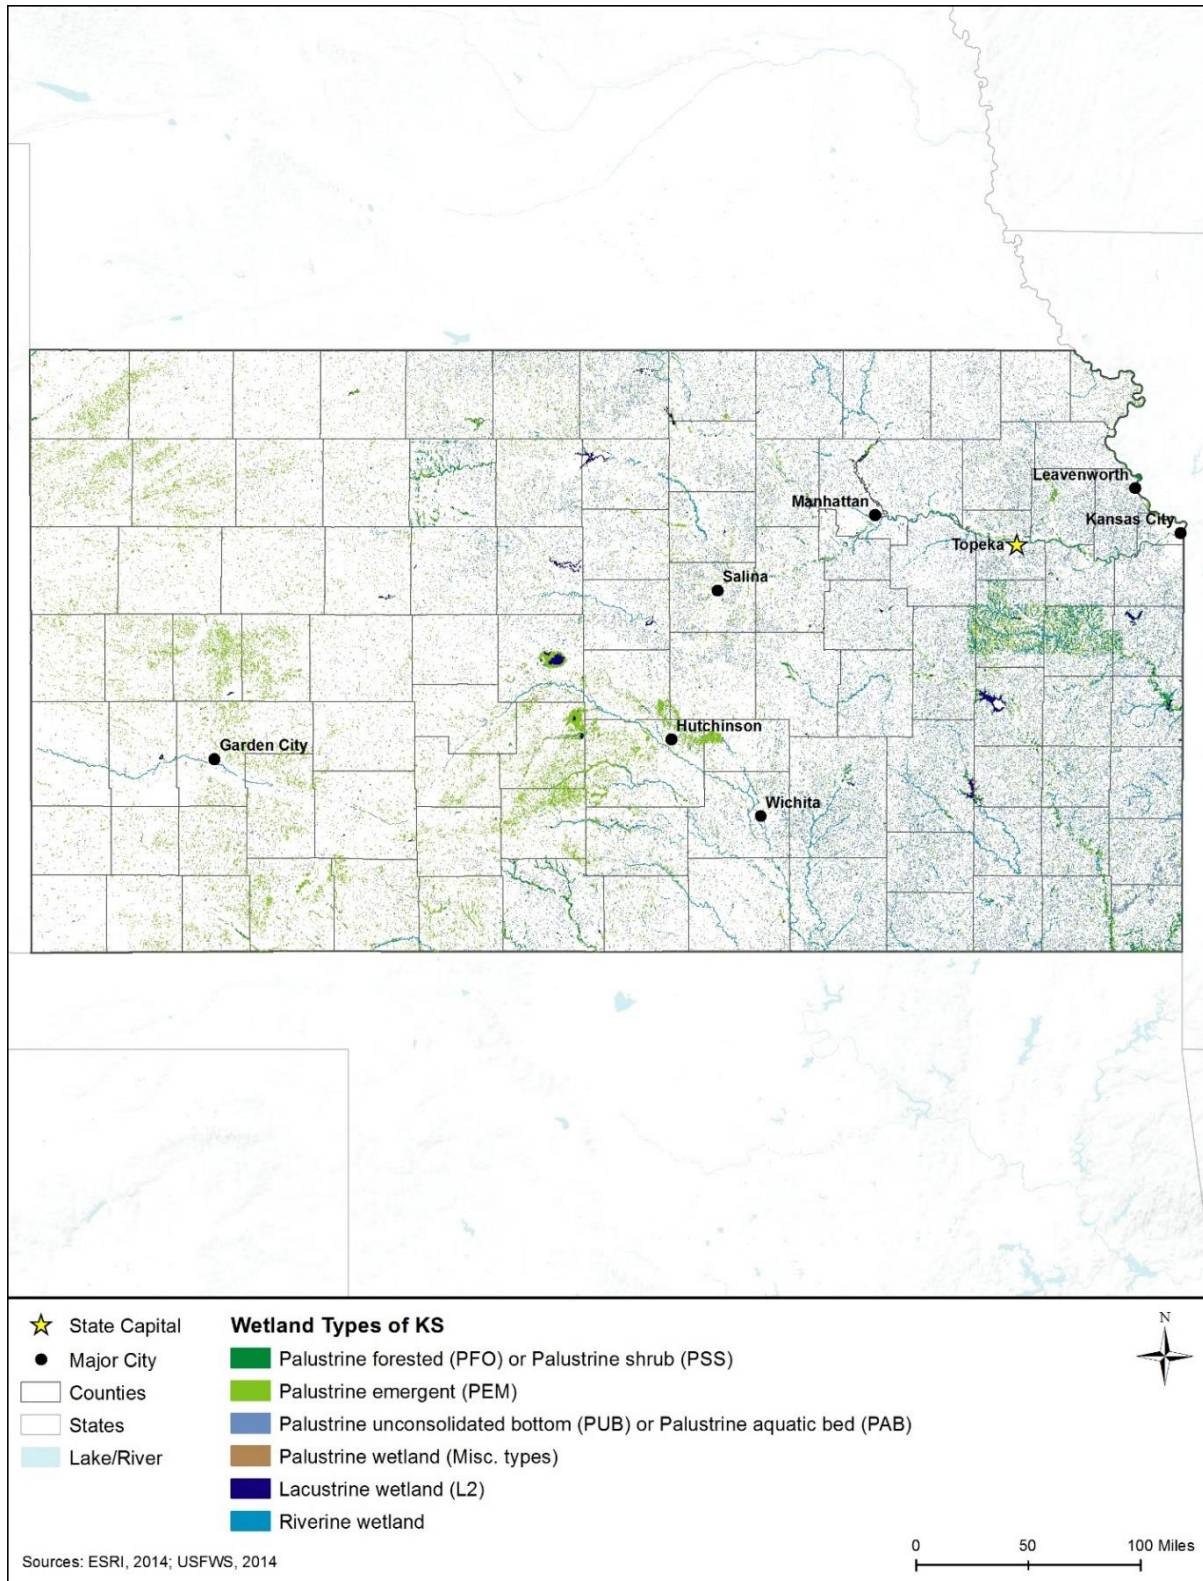 Leavenworth
Manhattan
Kansas City
Topeka
Salina
Hutchinson
Garden City
Wichita
State Capital
Major City
Counties
States
Lake/River
Wetland Types of KS
Palustrine forested (PFO) or Palustrine shrub (PSS)
Palustrine emergent (PEM)
Palustrine unconsolidated bottom (PUB) or Palustrine aquatic bed (PAB)
Palustrine wetland (Misc. types)
Lacustrine wetland (L2)
Riverine wetland
N
Sources: ESRI, 2014; USFWS, 2014
0 50 100 Miles